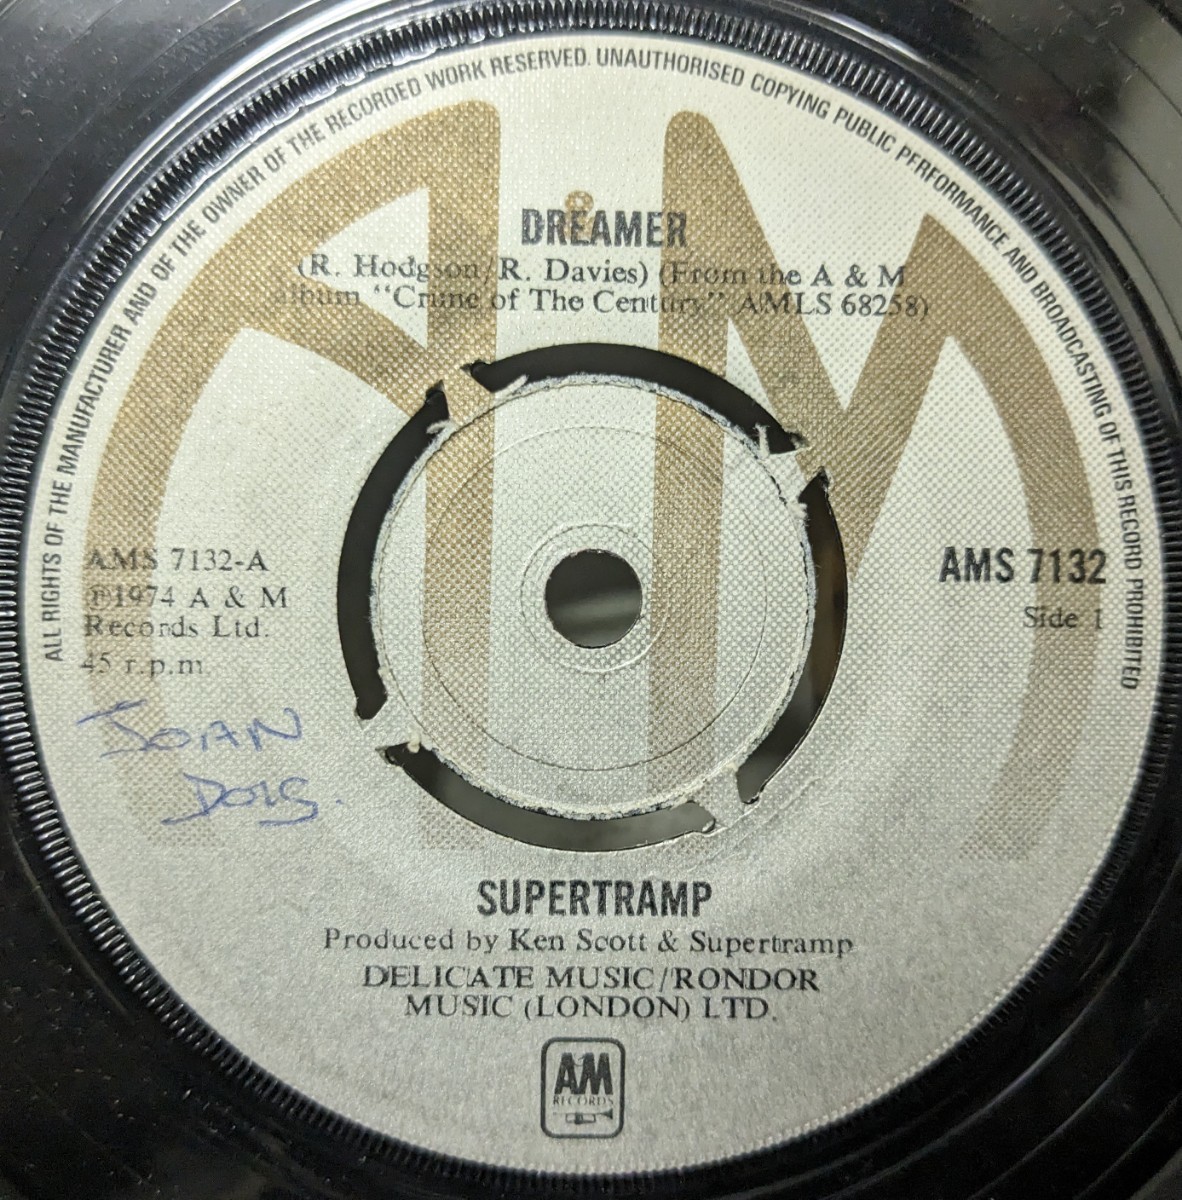 ALL RIGHTS OF THE MANUFACTURER AND OF THE OWNER OF THE RECORDED WORK RESERVED. UNAUTHORISED COPYING PUBLIC PERFORMANCE AND BROADCASTING OF THIS RECORD PROHIBITED
DREAMER
(R. Hodgson/R. Davies) (From the A & M
album "Crime of The Century" AMLS 68258)
AMS 7132-A
℗1974 A & M
Records Ltd.
45 r.p.m
AMS 7132
Side 1
JOAN
SUPERTRAMP
Produced by Ken Scott & Supertramp
DELICATE MUSIC/RONDOR
MUSIC (LONDON) LTD.
AM
RECORDS